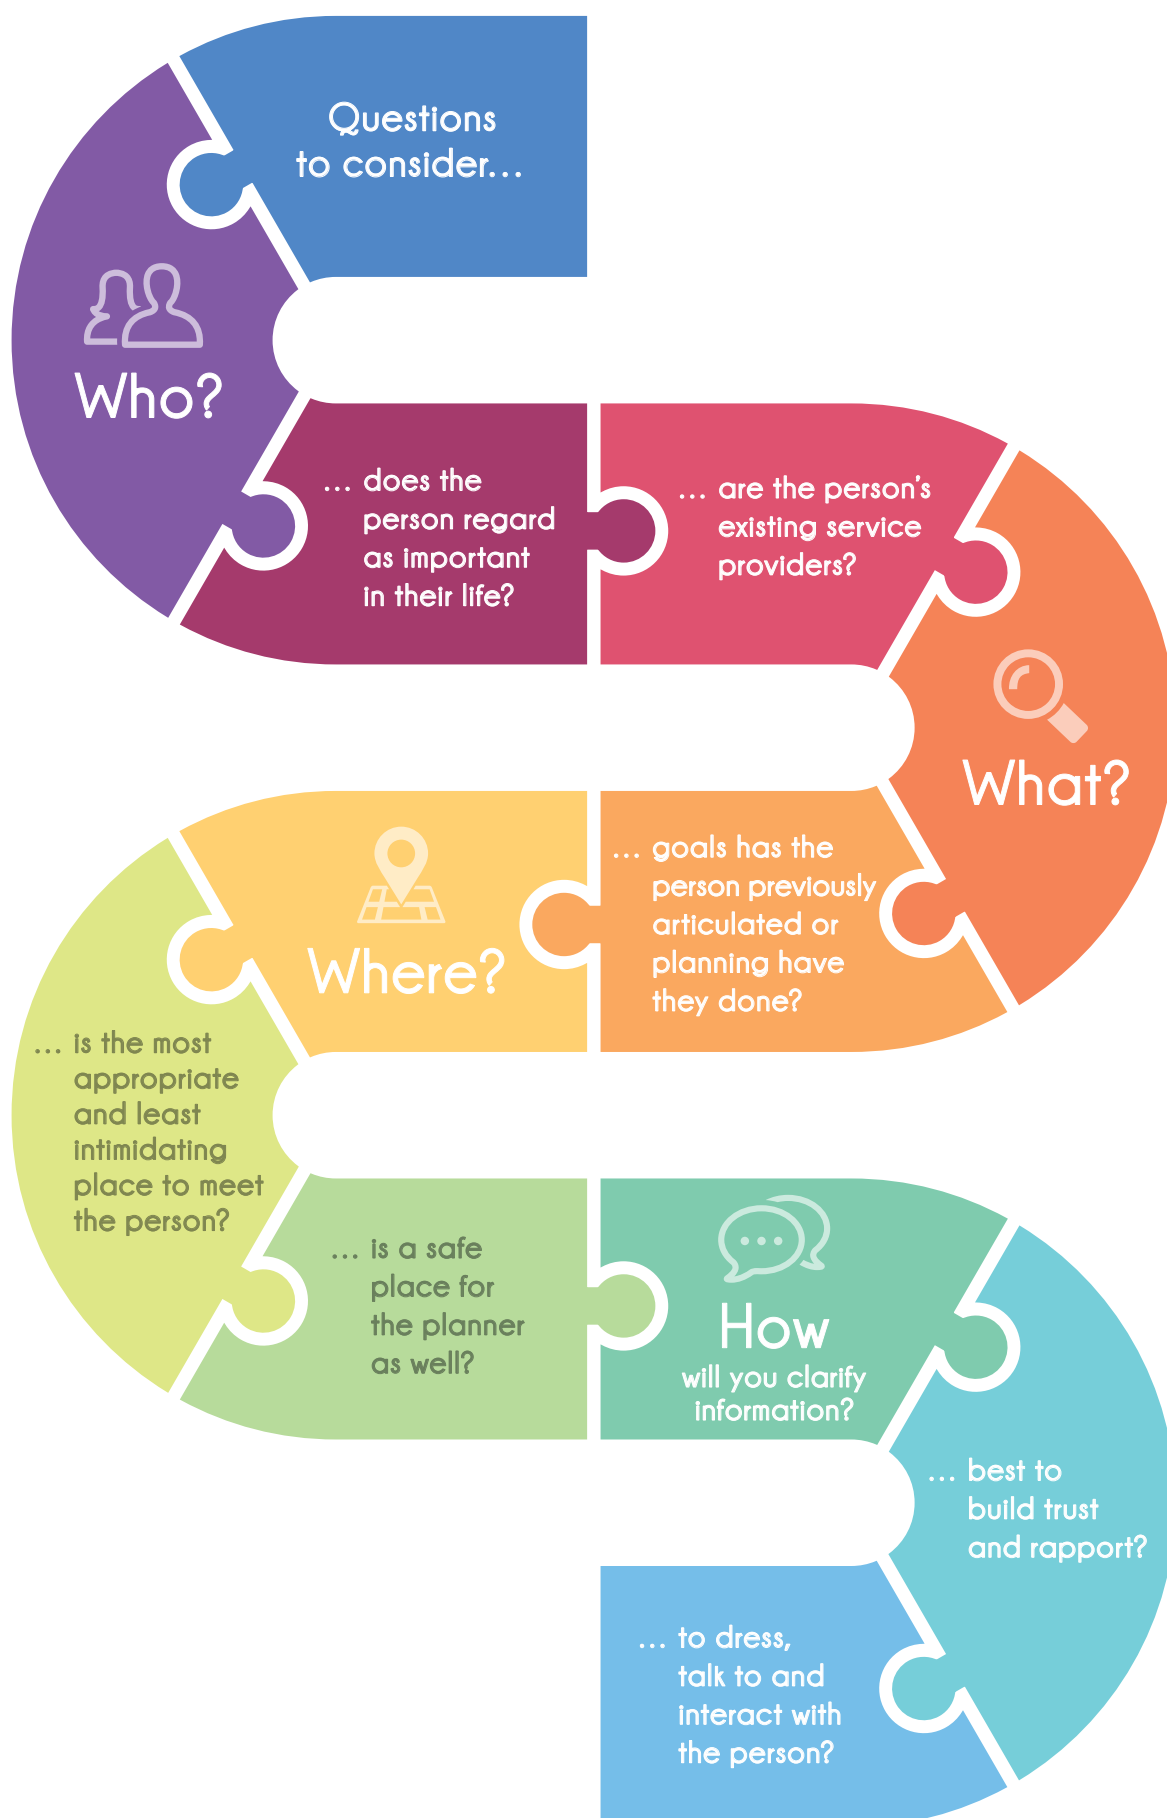 Questions
to consider...
Who?
... does the
person regard
as important
in their life?
... are the person's
existing service
providers?
What?
... goals has the
person previously
articulated or
planning have
they done?
Where?
... is the most
appropriate
and least
intimidating
place to meet
the person?
... is a safe
place for
the planner
as well?
How
will you clarify
information?
... best to
build trust
and rapport?
... to dress,
talk to and
interact with
the person?